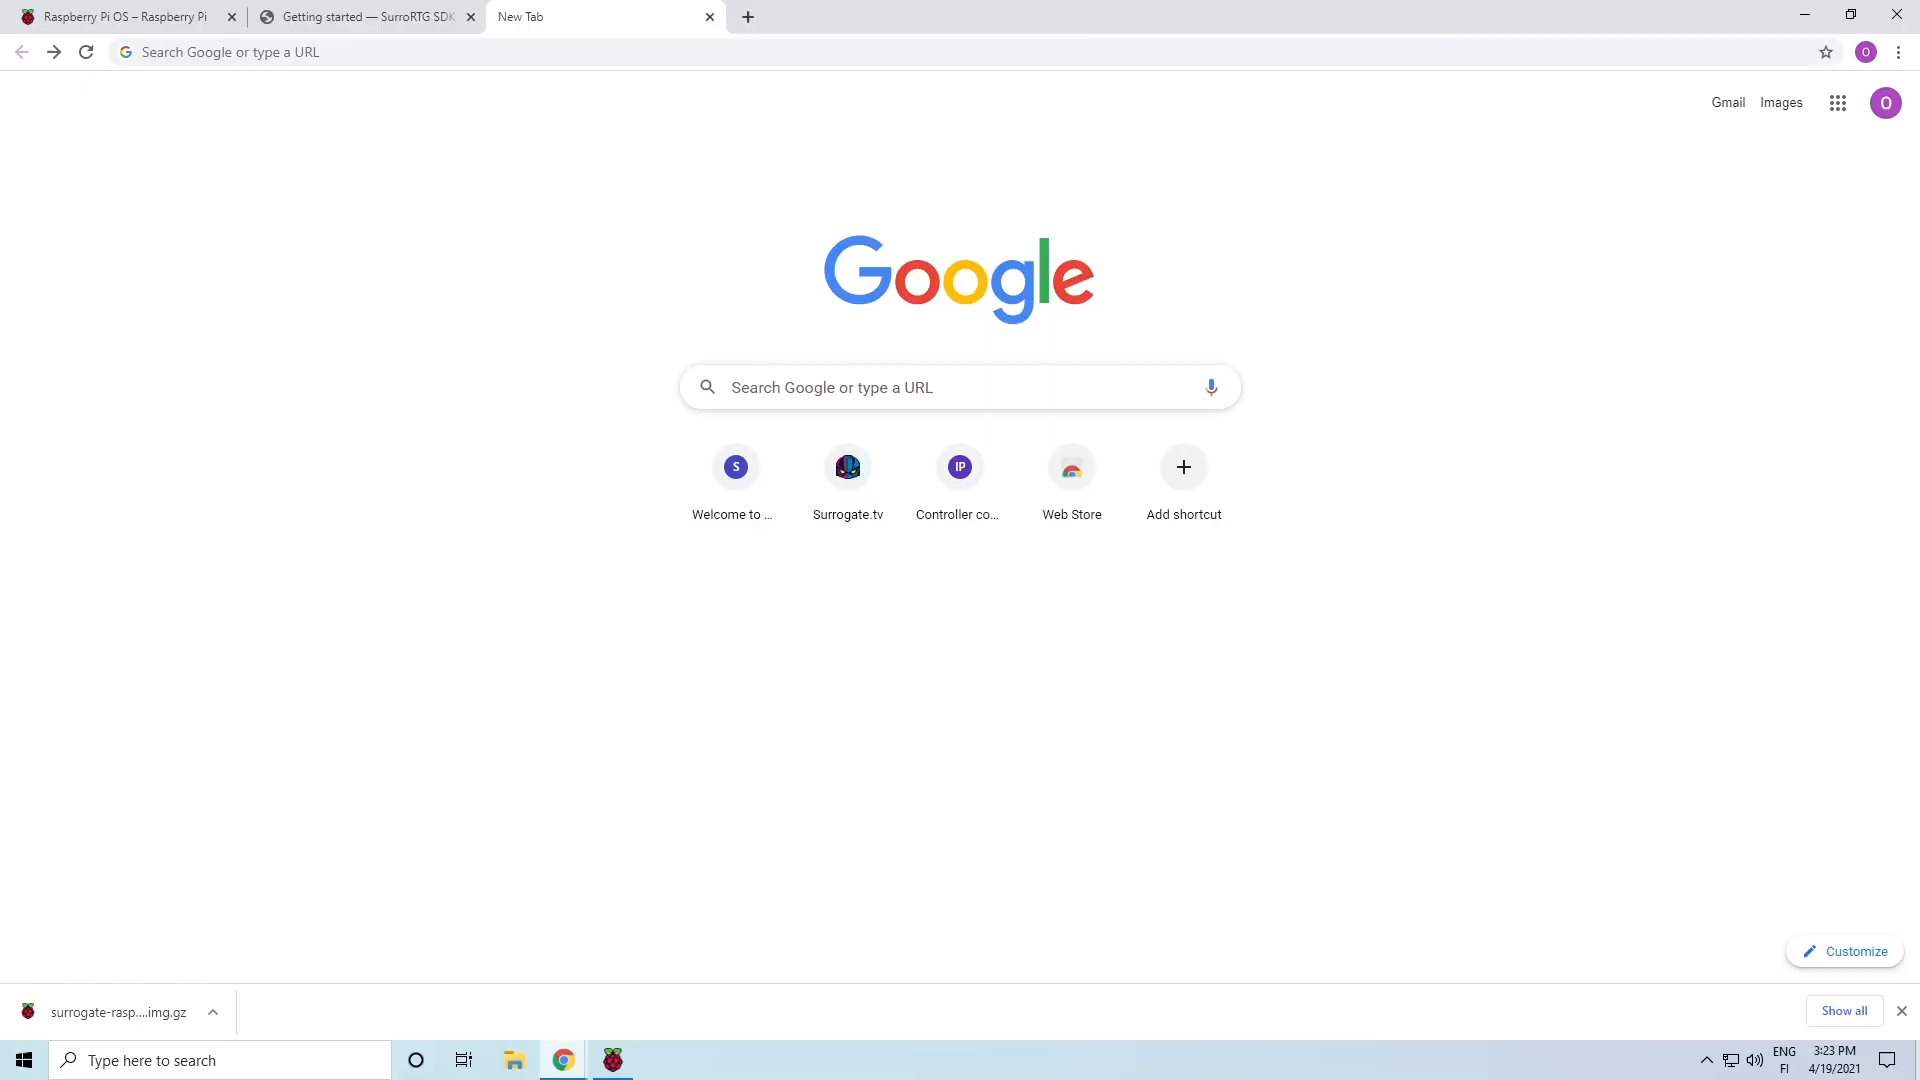 Raspberry Pi OS – Raspberry Pi
Getting started — SurroRTG SDK
New Tab
Search Google or type a URL
O
Gmail
Images
O
Google
Search Google or type a URL
S
IP
Welcome to ...
Surrogate.tv
Controller co...
Web Store
Add shortcut
Customize
surrogate-rasp....img.gz
Show all
Type here to search
ENG
FI
3:23 PM
4/19/2021